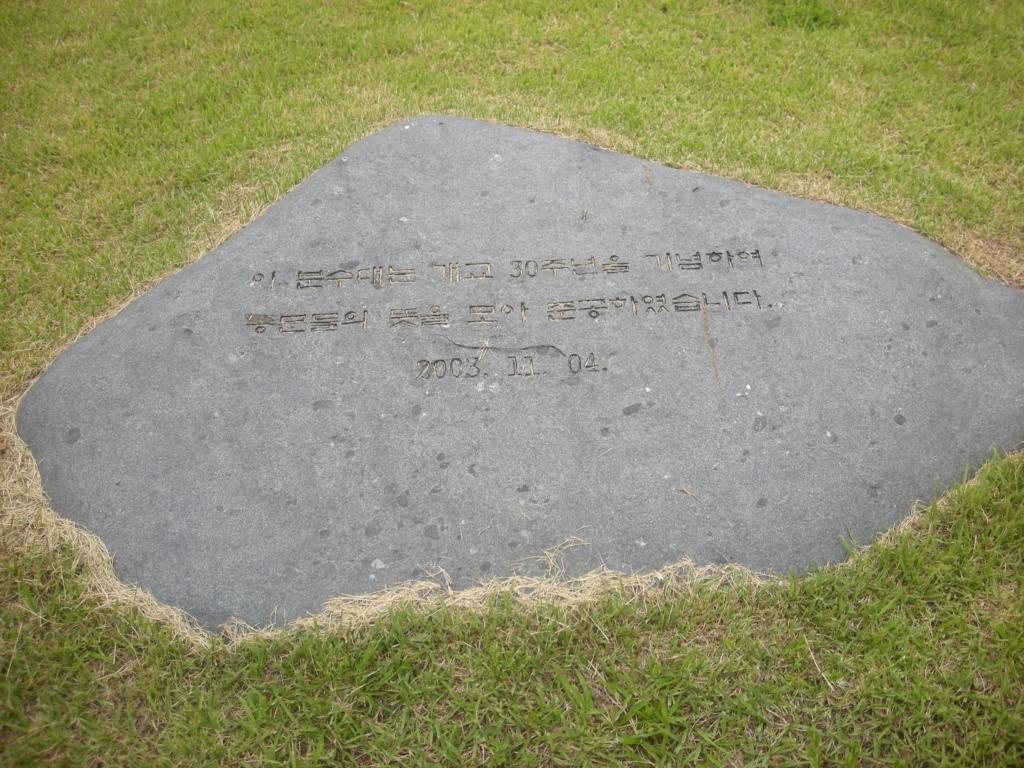 이 분수대는 개교 30주년을 기념하여
동문들의 뜻을 모아 준공하였습니다.
2003. 11. 04.